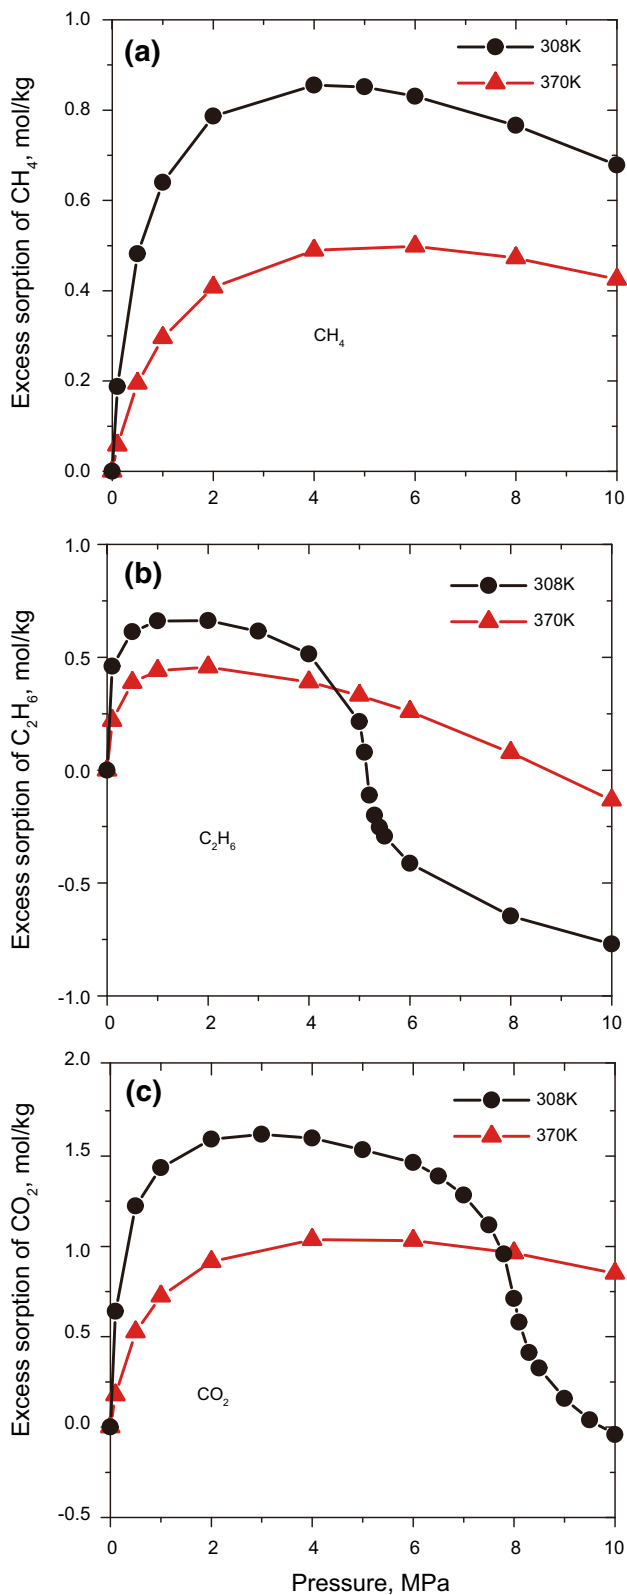 (a)
308K
370K
Excess sorption of CH₄, mol/kg
1.0
0.8
0.6
0.4
0.2
0.0
CH₄
0 2 4 6 8 10
(b)
308K
370K
Excess sorption of C₂H₆, mol/kg
1.0
0.5
0.0
-0.5
-1.0
C₂H₆
0 2 4 6 8 10
(c)
308K
370K
Excess sorption of CO₂, mol/kg
2.0
1.5
1.0
0.5
0.0
-0.5
CO₂
0 2 4 6 8 10
Pressure, MPa